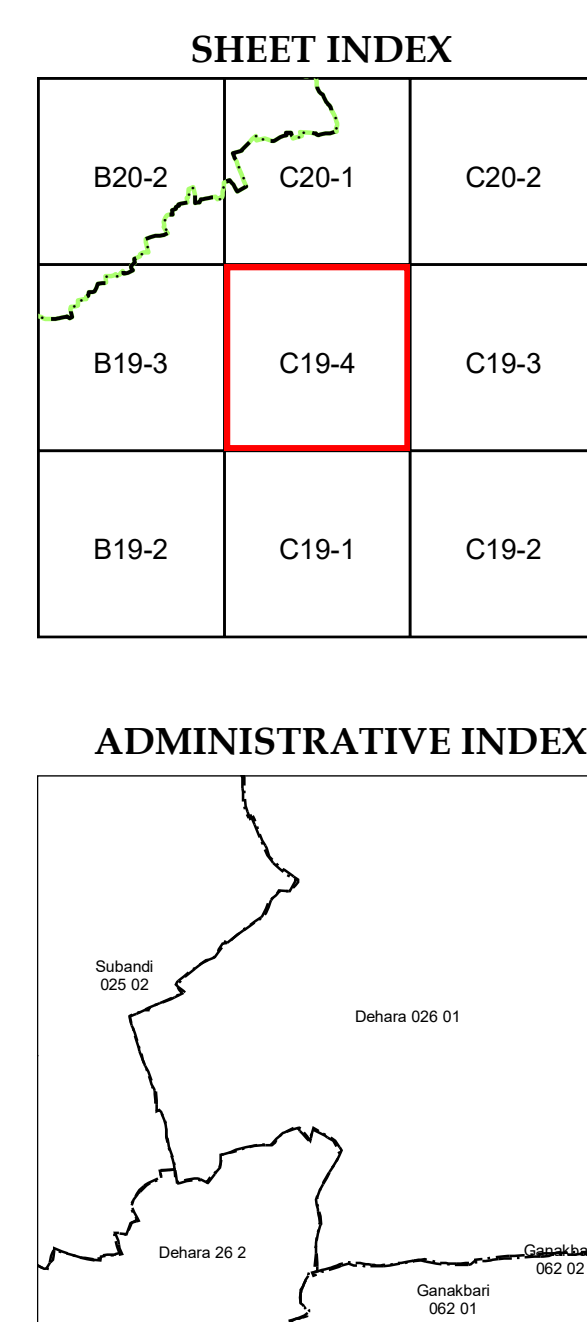 SHEET INDEX
B20-2 C20-1 C20-2
B19-3 C19-4 C19-3
B19-2 C19-1 C19-2
ADMINISTRATIVE INDEX
Subandi
025 02
Dehara 026 01
Dehara 26 2
Ganakba
062 02
Ganakbari
062 01